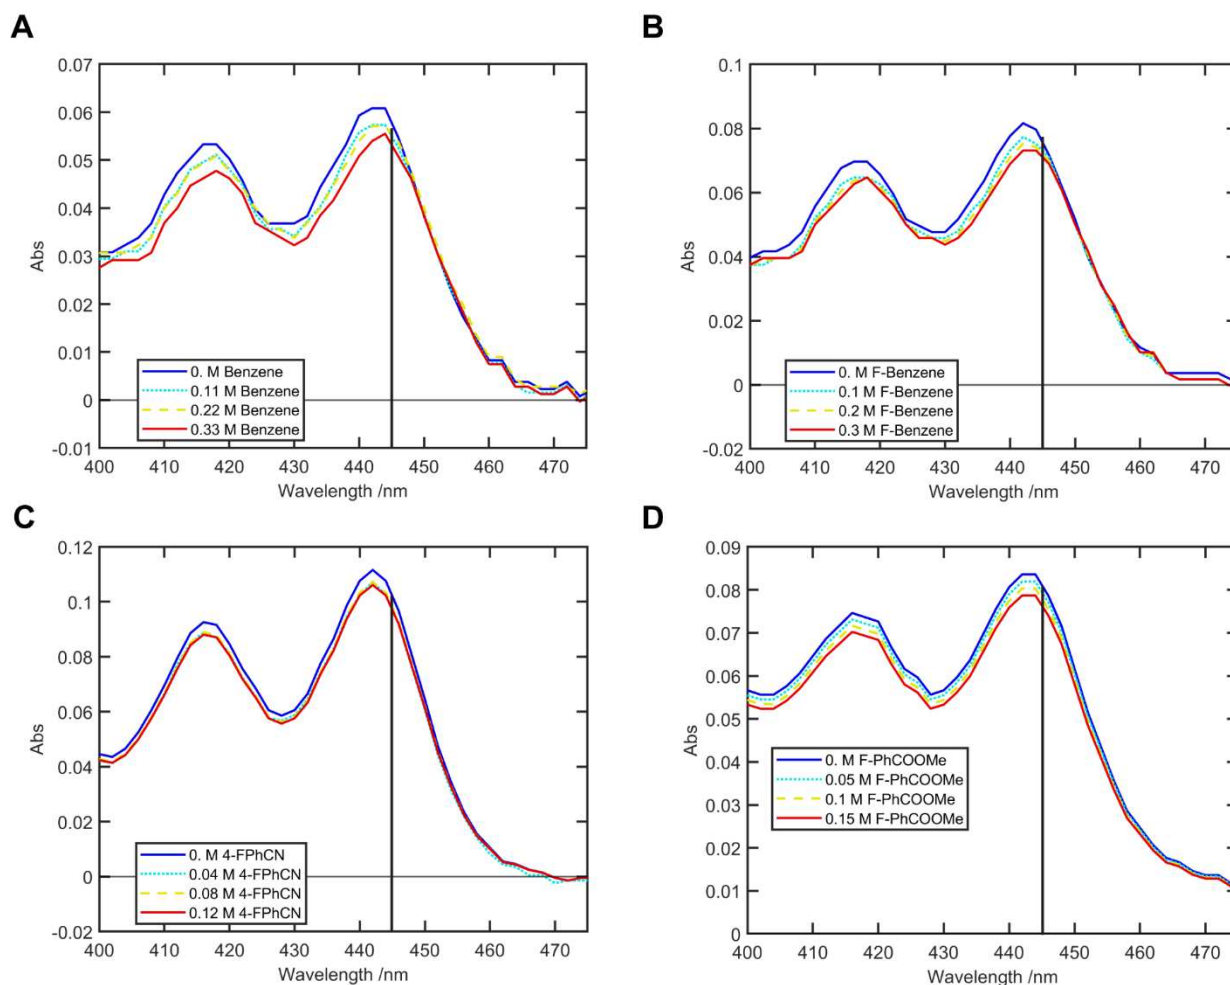 A
0.07
0.06
0.05
0.04
0.03
0.02
0.01
0
-0.01
Abs
0. M Benzene
0.11 M Benzene
0.22 M Benzene
0.33 M Benzene
400 410 420 430 440 450 460 470
Wavelength /nm
B
0.1
0.08
0.06
0.04
0.02
0
-0.02
Abs
0. M F-Benzene
0.1 M F-Benzene
0.2 M F-Benzene
0.3 M F-Benzene
400 410 420 430 440 450 460 470
Wavelength /nm
C
0.12
0.1
0.08
0.06
0.04
0.02
0
-0.02
Abs
0. M 4-FPhCN
0.04 M 4-FPhCN
0.08 M 4-FPhCN
0.12 M 4-FPhCN
400 410 420 430 440 450 460 470
Wavelength /nm
D
0.09
0.08
0.07
0.06
0.05
0.04
0.03
0.02
0.01
0
Abs
0. M F-PhCOOMe
0.05 M F-PhCOOMe
0.1 M F-PhCOOMe
0.15 M F-PhCOOMe
400 410 420 430 440 450 460 470
Wavelength /nm